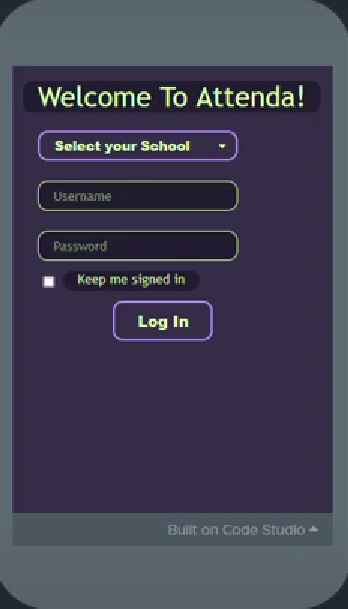 Welcome To Attenda!
Select your School
Username
Password
Keep me signed in
Log In
Built on Code Studio